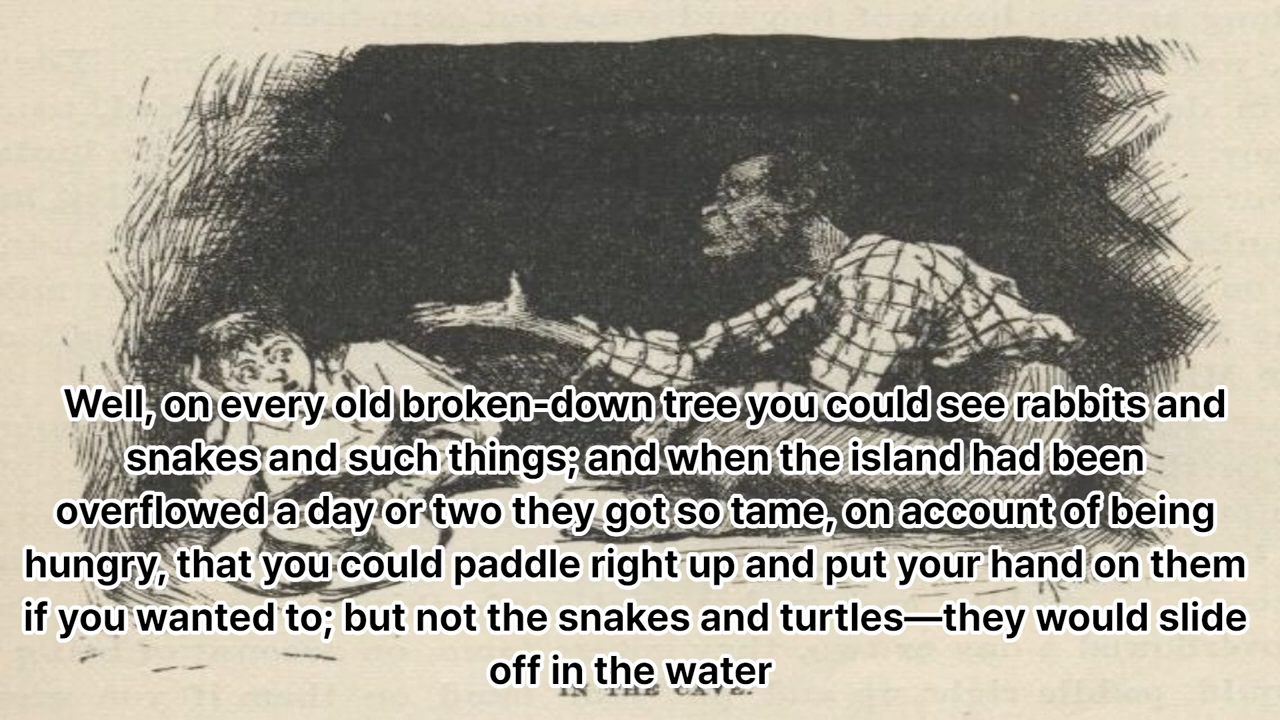 Well, on every old broken-down tree you could see rabbits and
snakes and such things; and when the island had been
overflowed a day or two they got so tame, on account of being
hungry, that you could paddle right up and put your hand on them
if you wanted to; but not the snakes and turtles—they would slide
off in the water
IN THE CAVE.